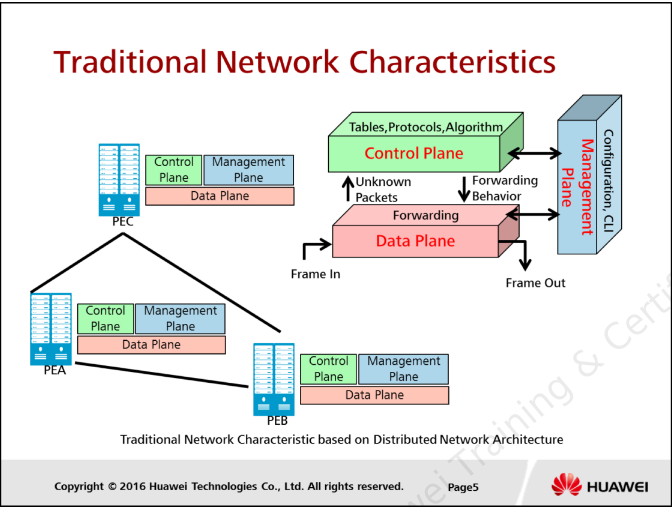 Traditional Network Characteristics
Tables,Protocols,Algorithm
Control Plane
Unknown
Packets
Forwarding
Behavior
Forwarding
Data Plane
Frame In
Frame Out
Management
Plane
Configuration, CLI
Control
Plane
Management
Plane
Data Plane
PEC
Control
Plane
Management
Plane
Data Plane
PEA
Control
Plane
Management
Plane
Data Plane
PEB
Traditional Network Characteristic based on Distributed Network Architecture
Copyright © 2016 Huawei Technologies Co., Ltd. All rights reserved.
Page5
HUAWEI